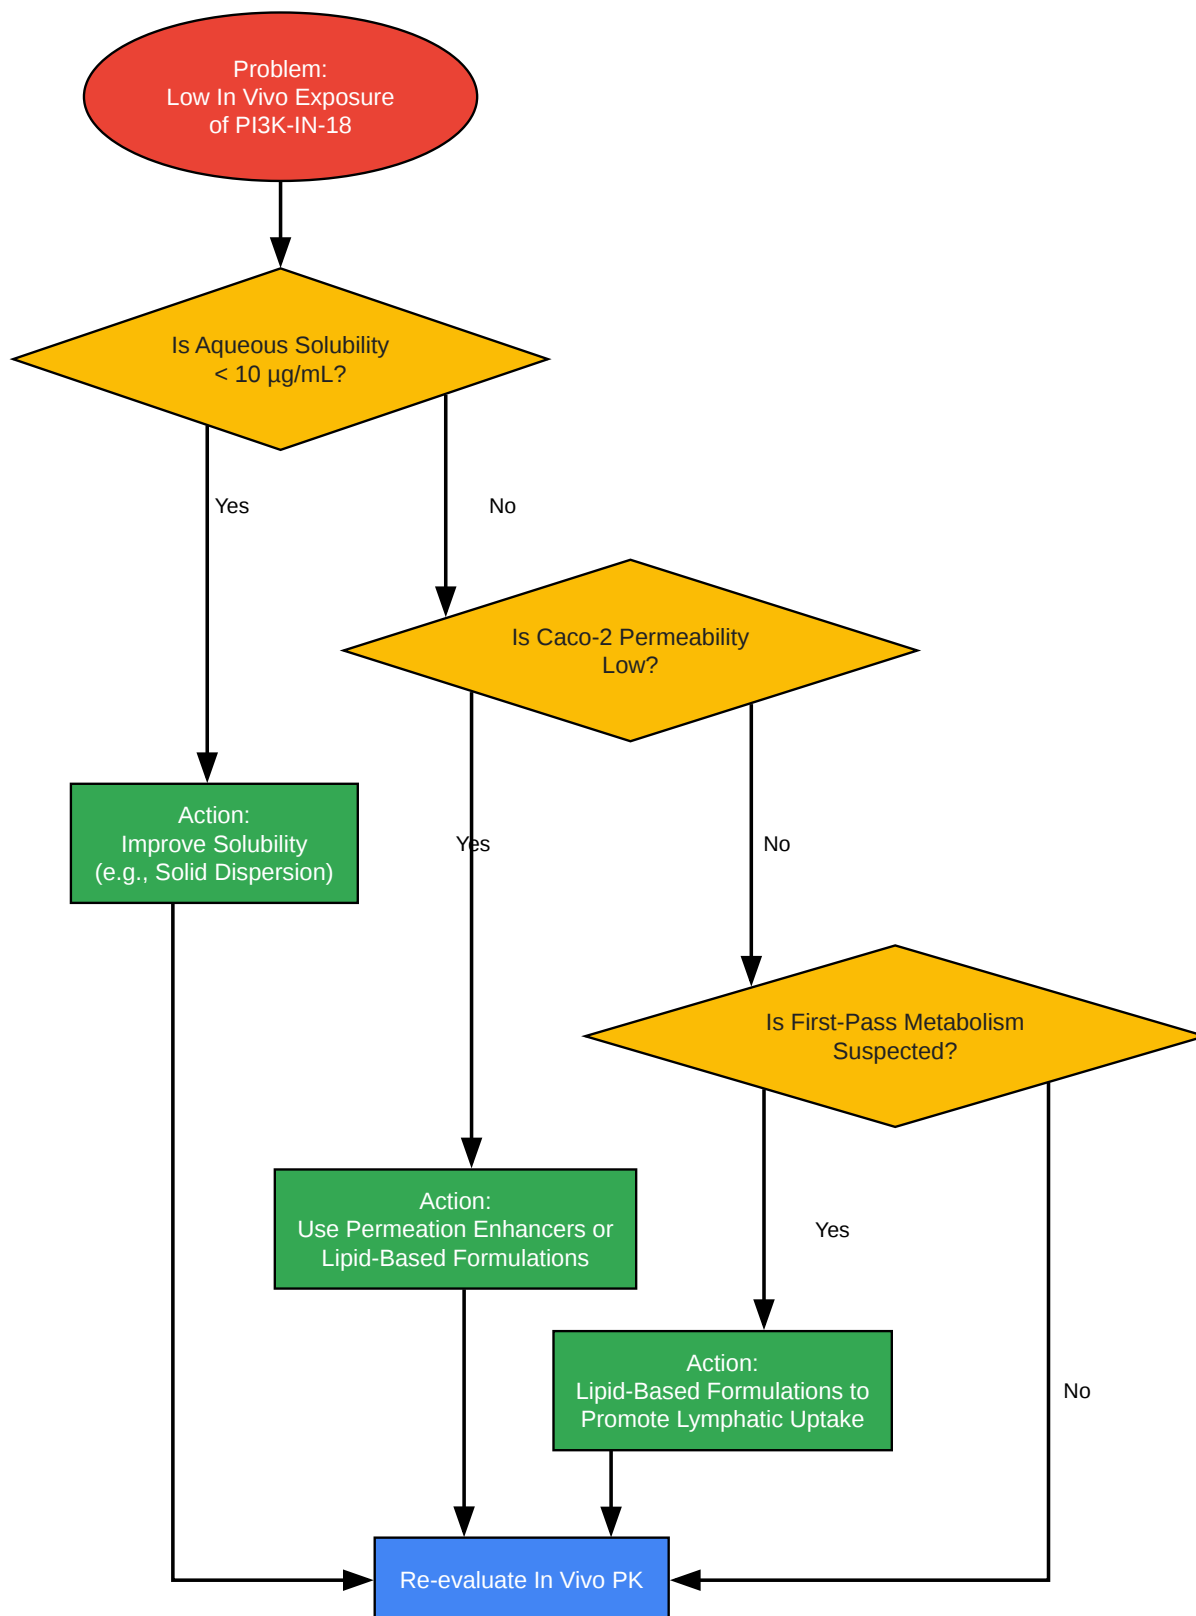 Problem:
Low In Vivo Exposure
of PI3K-IN-18
Is Aqueous Solubility
< 10 µg/mL?
Yes
No
Is Caco-2 Permeability
Low?
Action:
Improve Solubility
(e.g., Solid Dispersion)
Yes
No
Is First-Pass Metabolism
Suspected?
Action:
Use Permeation Enhancers or
Lipid-Based Formulations
Yes
Action:
Lipid-Based Formulations to
Promote Lymphatic Uptake
No
Re-evaluate In Vivo PK